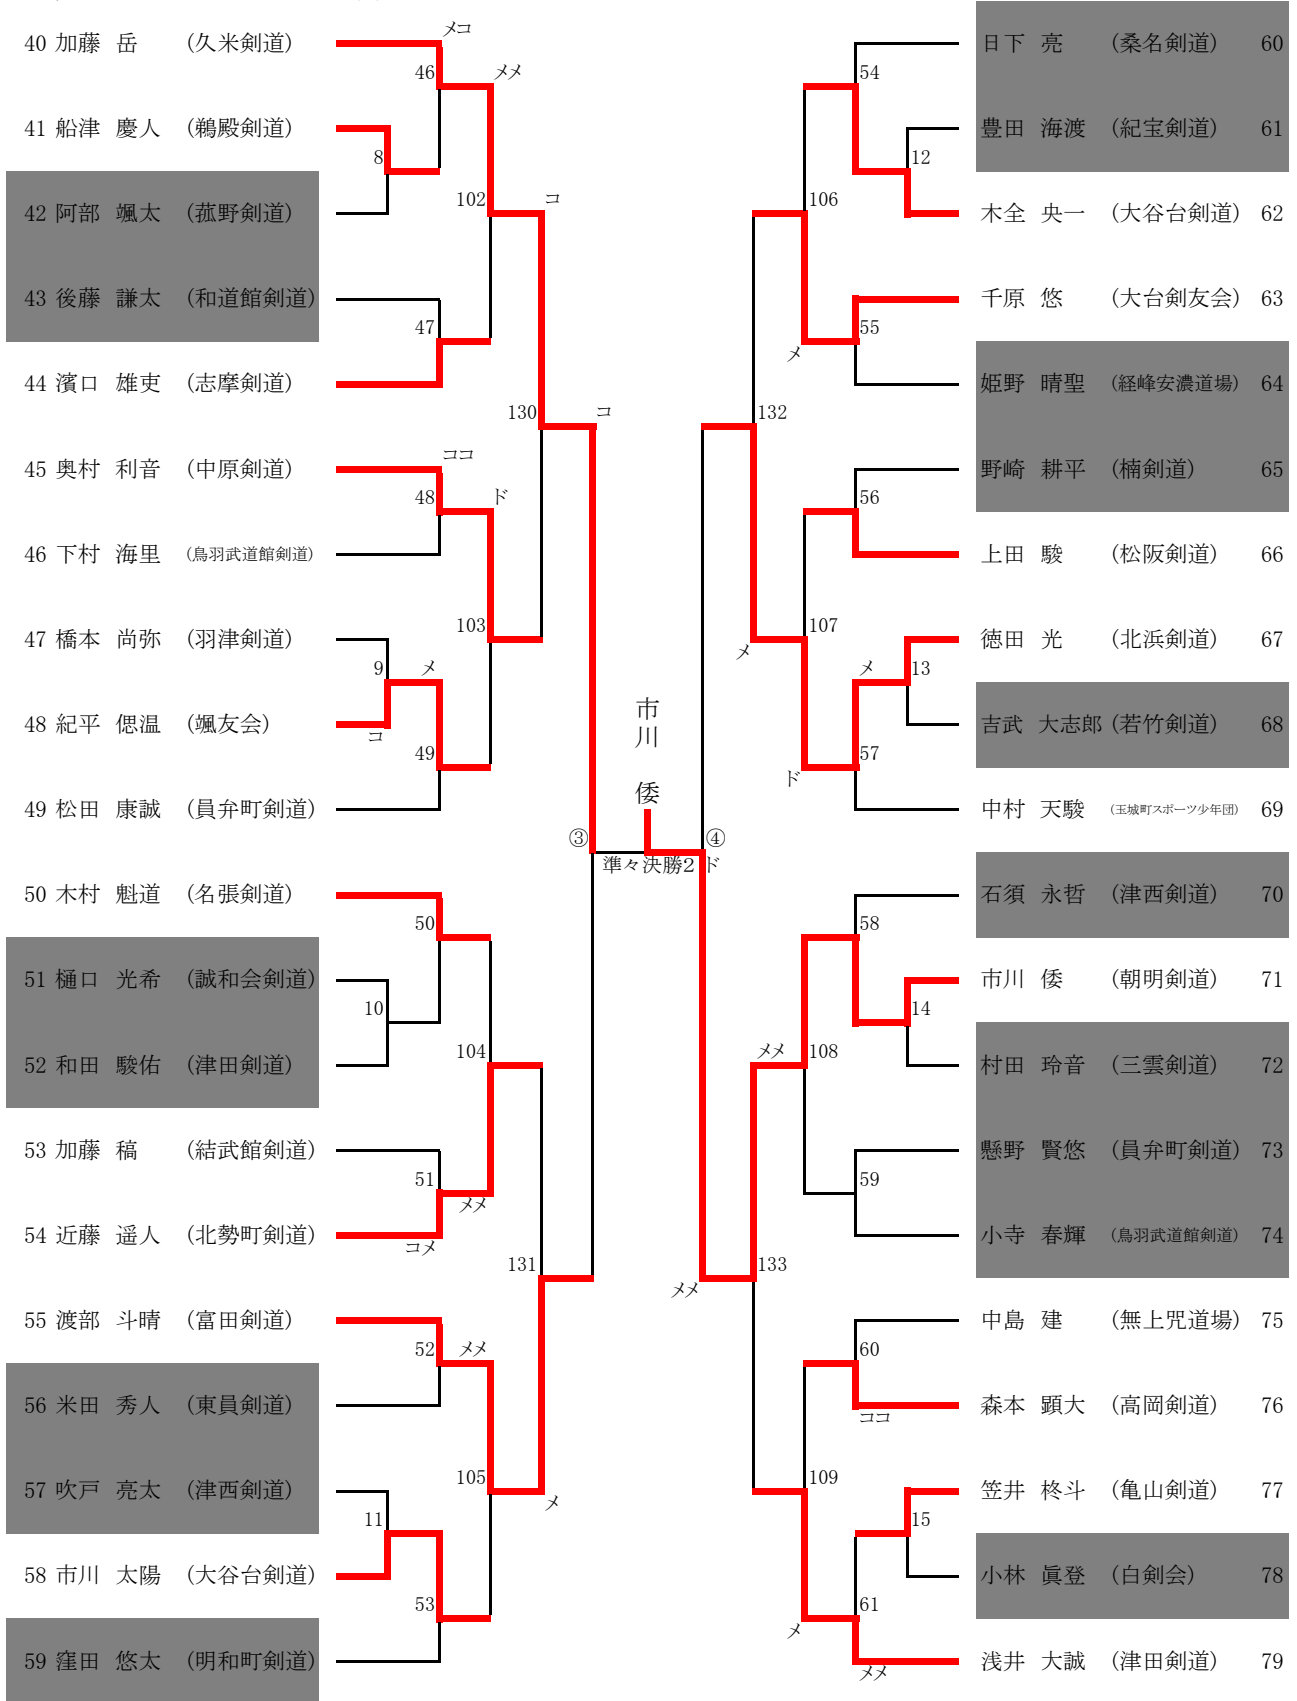 40 加藤 岳 (久米剣道)
41 船津 慶人 (鵜殿剣道)
42 阿部 颯太 (菰野剣道)
43 後藤 謙太 (和道館剣道)
44 濱口 雄吏 (志摩剣道)
45 奥村 利音 (中原剣道)
46 下村 海里 (鳥羽武道館剣道)
47 橋本 尚弥 (羽津剣道)
48 紀平 偲温 (颯友会)
49 松田 康誠 (員弁町剣道)
50 木村 魁道 (名張剣道)
51 樋口 光希 (誠和会剣道)
52 和田 駿佑 (津田剣道)
53 加藤 稿 (結武館剣道)
54 近藤 遥人 (北勢町剣道)
55 渡部 斗晴 (富田剣道)
56 米田 秀人 (東員剣道)
57 吹戸 亮太 (津西剣道)
58 市川 太陽 (大谷台剣道)
59 窪田 悠太 (明和町剣道)
メコ
46
メメ
8
102
コ
47
130
コ
ココ
48
ド
103
9
メ
コ
49
③
50
10
104
51
メメ
コメ
131
52
メメ
105
メ
11
53
市川 倭
準々決勝2
④
ド
54
12
106
55
メ
132
56
107
メ
メ
13
57
ド
58
14
メメ
108
59
133
メメ
60
ココ
109
15
61
メ
メメ
日下 亮 (桑名剣道) 60
豊田 海渡 (紀宝剣道) 61
木全 央一 (大谷台剣道) 62
千原 悠 (大台剣友会) 63
姫野 晴聖 (経峰安濃道場) 64
野崎 耕平 (楠剣道) 65
上田 駿 (松阪剣道) 66
徳田 光 (北浜剣道) 67
吉武 大志郎 (若竹剣道) 68
中村 天駿 (玉城町スポーツ少年団) 69
石須 永哲 (津西剣道) 70
市川 倭 (朝明剣道) 71
村田 玲音 (三雲剣道) 72
懸野 賢悠 (員弁町剣道) 73
小寺 春輝 (鳥羽武道館剣道) 74
中島 建 (無上咒道場) 75
森本 顕大 (高岡剣道) 76
笠井 柊斗 (亀山剣道) 77
小林 眞登 (白剣会) 78
浅井 大誠 (津田剣道) 79